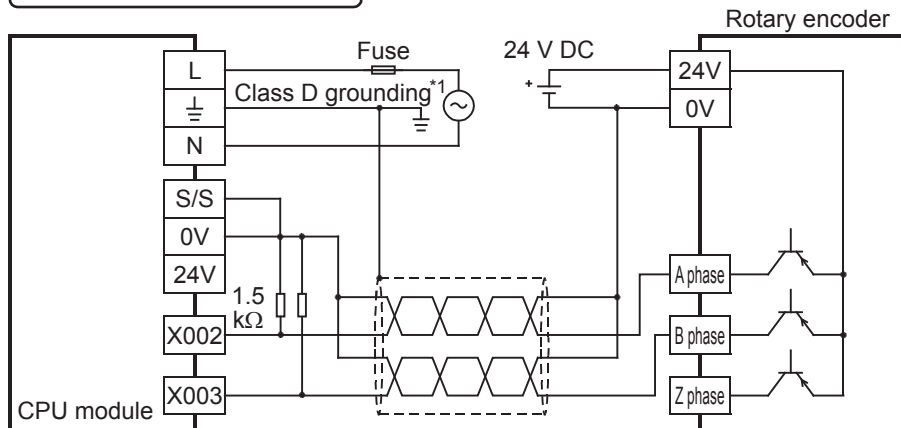 Rotary encoder
Fuse
24 V DC
L
24V
Class D grounding*1
+
0V
N
S/S
0V
24V
A phase
1.5
kΩ
X002
B phase
X003
Z phase
CPU module